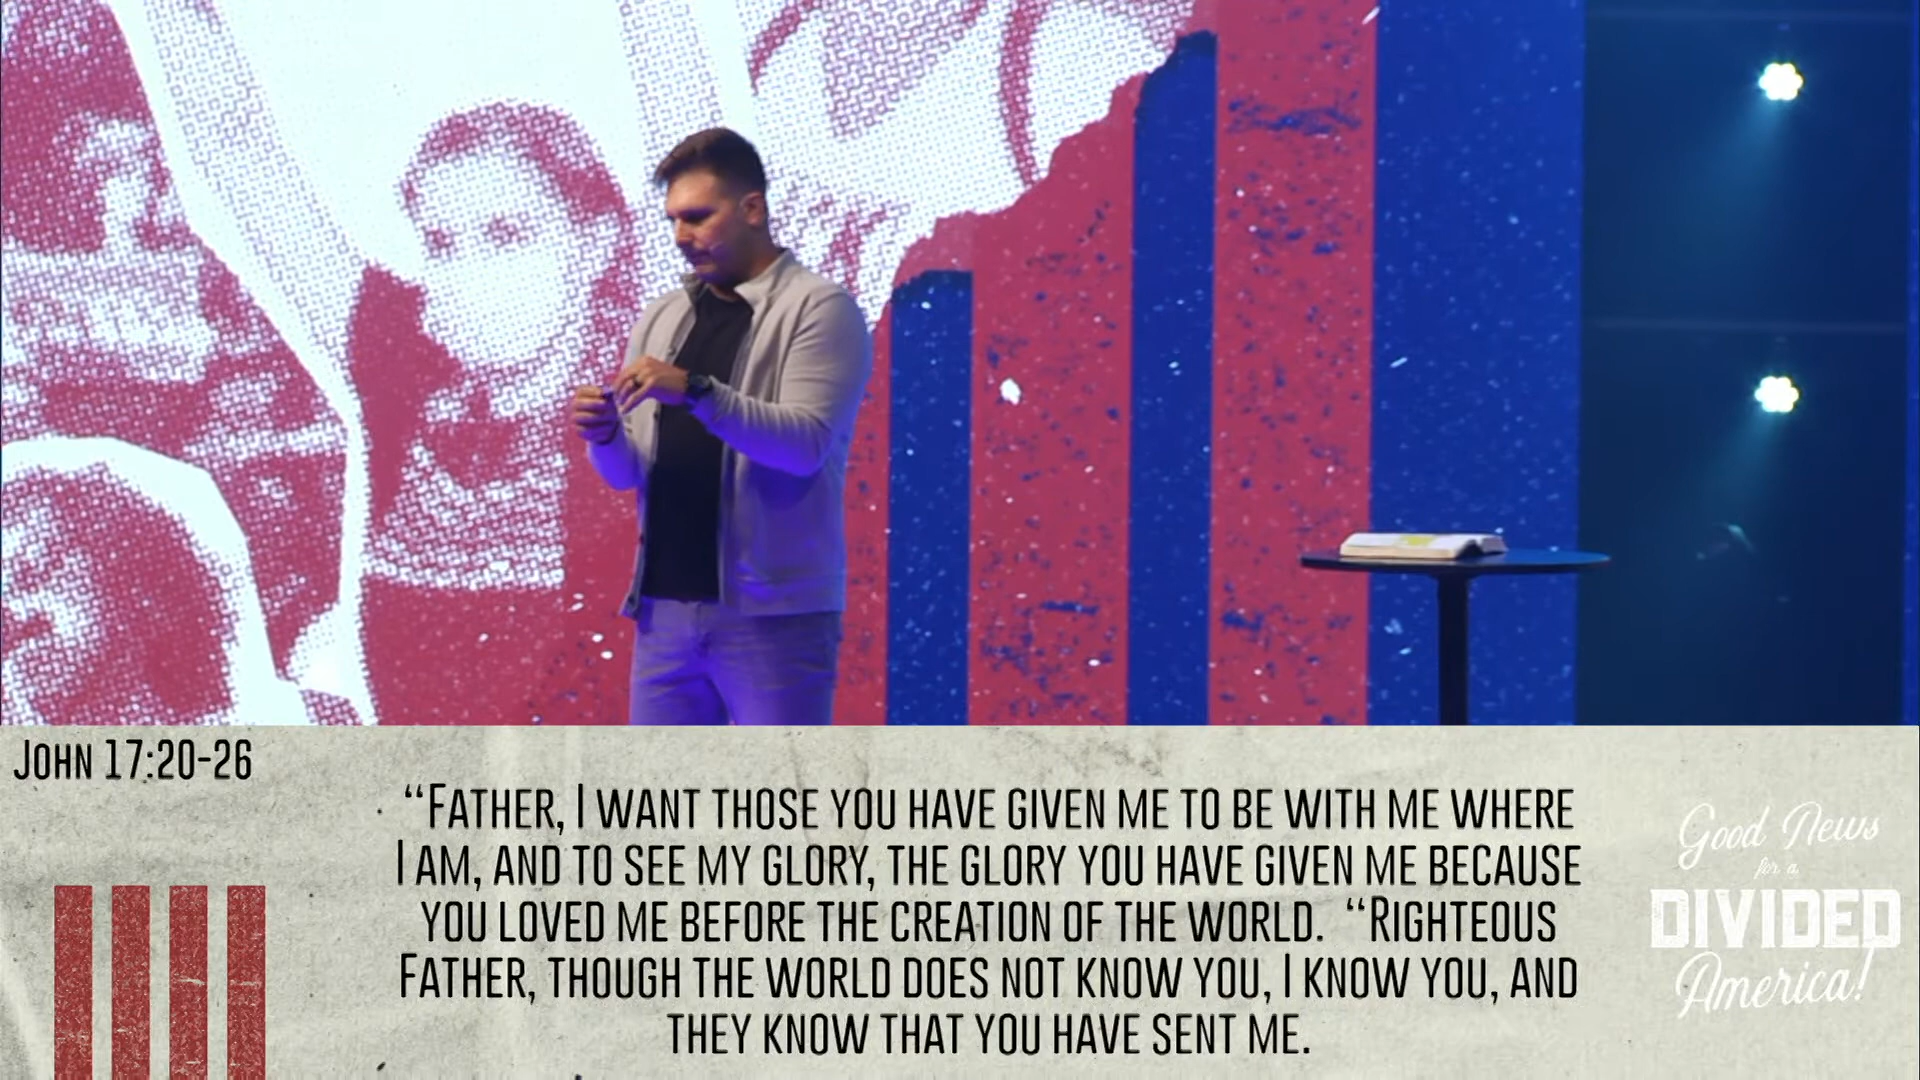 John 17:20-26
“Father, I want those you have given me to be with me where
I am, and to see my glory, the glory you have given me because
you loved me before the creation of the world. “Righteous
Father, though the world does not know you, I know you, and
they know that you have sent me.
Good News
for a
DIVIDED
America!